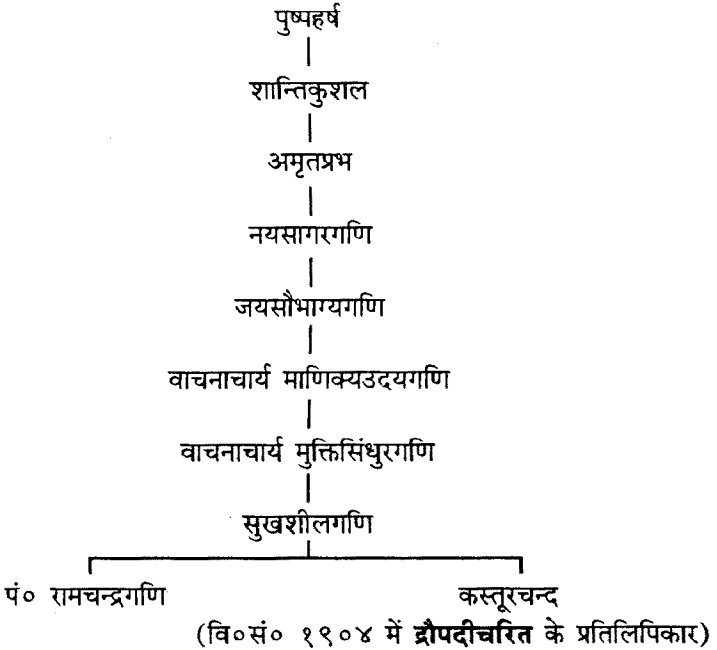 पुष्पहर्ष
शान्तिकुशल
अमृतप्रभ
नयसागरगणि
जयसौभाग्यगणि
वाचनाचार्य माणिक्यउदयगणि
वाचनाचार्य मुक्तिसिंधुरगणि
सुखशीलगणि
पं० रामचन्द्रगणि कस्तूरचन्द
(वि०सं० १९०४ में द्रौपदीचरित के प्रतिलिपिकार)